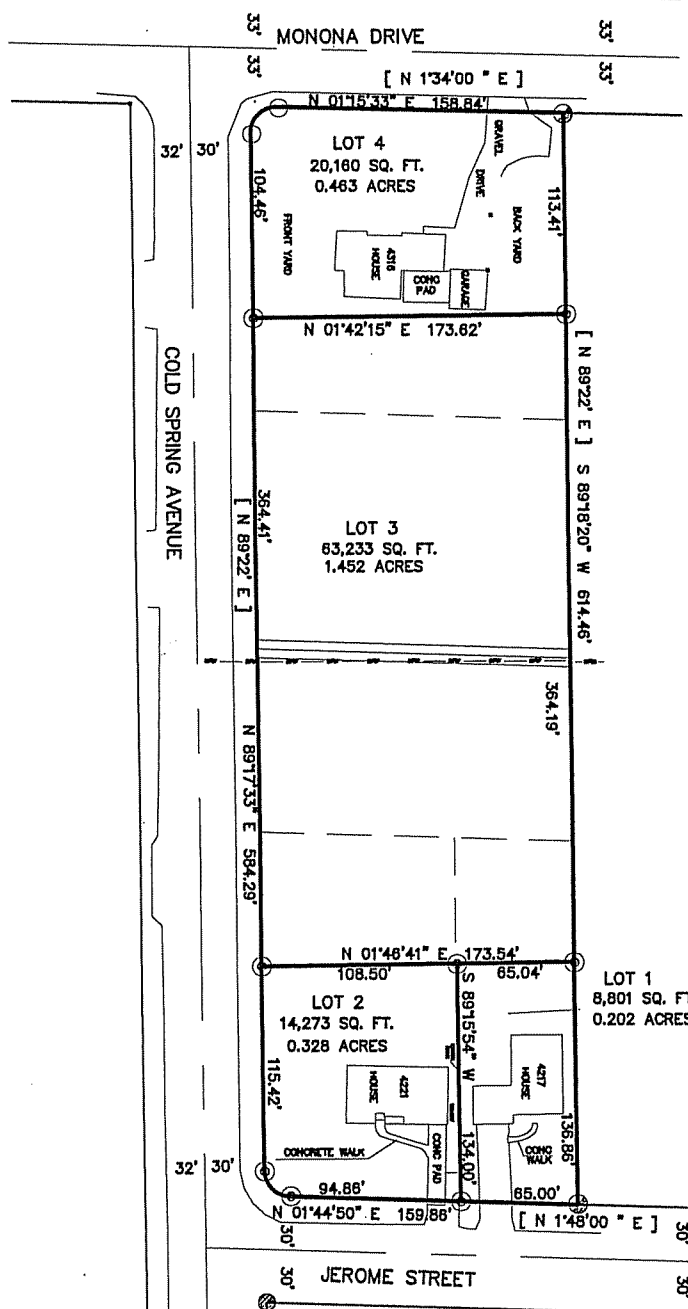 33'
MONONA DRIVE
33'
33'
33'
[ N 1°34'00 " E ]
N 01°15'33" E 158.84'
32'
30'
LOT 4
20,160 SQ. FT.
0.463 ACRES
104.46'
FRONT YARD
GRAVEL
DRIVE
BACK YARD
113.41'
4316
HOUSE
CONC
PAD
GARAGE
N 01°42'15" E 173.62'
COLD SPRING AVENUE
[ N 89°22' E ]
S 89°18'20" W 614.46'
364.41'
[ N 89°22' E ]
LOT 3
63,233 SQ. FT.
1.452 ACRES
364.19'
N 89°17'33" E 584.29'
N 01°46'41" E 173.54'
108.50'
65.04'
LOT 1
8,801 SQ. FT
0.202 ACRES
LOT 2
14,273 SQ. FT.
0.328 ACRES
S 89°15'54" W
134.00'
4217
HOUSE
4221
HOUSE
115.42'
136.86'
CONCRETE WALK
CONC PAD
CONC
WALK
32'
30'
94.86'
65.00'
N 01°44'50" E 159.86'
[ N 1°48'00 " E ]
30'
30'
JEROME STREET
30'
30'